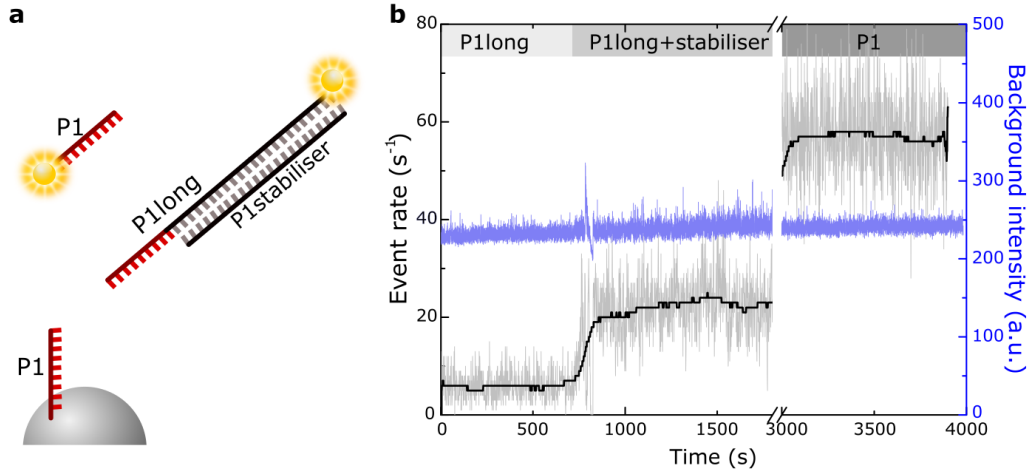 a
P1
P1long
P1stabiliser
P1
b
P1long
P1long+stabiliser
P1
80
60
40
20
0
Event rate (s⁻¹)
500
400
300
200
100
0
Background intensity (a.u.)
0
500
1000
1500
3000
3500
4000
Time (s)